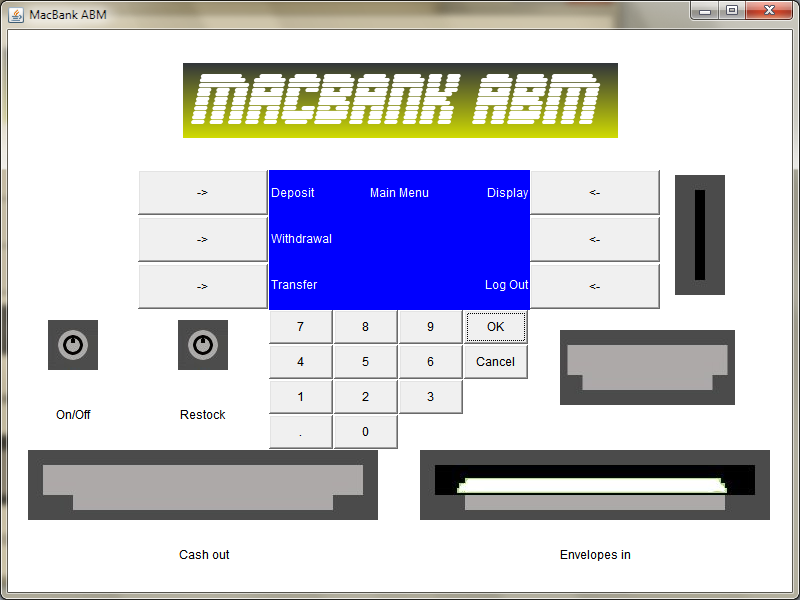 MacBank ABM
MACBANK ABM
-> Deposit Main Menu Display <-
-> Withdrawal <-
-> Transfer Log Out <-
7 8 9 OK
4 5 6 Cancel
1 2 3
. 0
On/Off Restock
Cash out Envelopes in